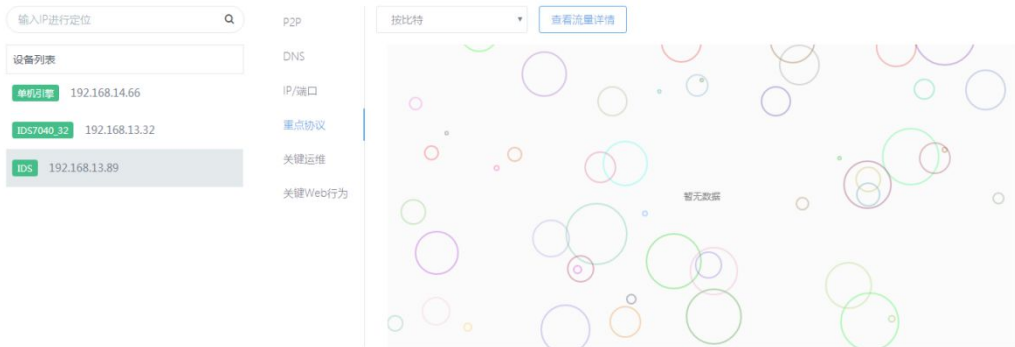 输入IP进行定位
设备列表
单机引擎 192.168.14.66
IDS7040_32 192.168.13.32
IDS 192.168.13.89
P2P
DNS
IP/端口
重点协议
关键运维
关键Web行为
按比特
查看流量详情
暂无数据